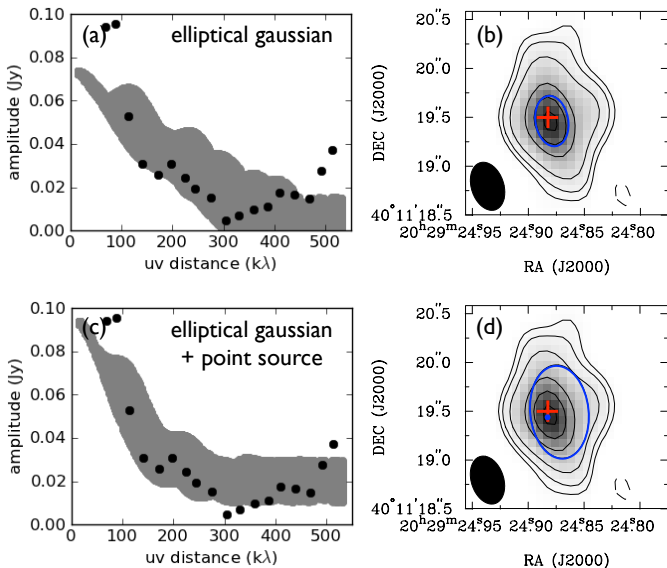 (a) elliptical gaussian
0.10
0.08
0.06
0.04
0.02
0.00
amplitude (Jy)
0 100 200 300 400 500
uv distance (kλ)
(b)
20.″5
20.″0
19.″5
19.″0
40°11′18.″5
DEC (J2000)
20ʰ29ᵐ24ˢ.95 24ˢ.90 24ˢ.85 24ˢ.80
RA (J2000)
(c) elliptical gaussian
+ point source
0.10
0.08
0.06
0.04
0.02
0.00
amplitude (Jy)
0 100 200 300 400 500
uv distance (kλ)
(d)
20.″5
20.″0
19.″5
19.″0
40°11′18.″5
DEC (J2000)
20ʰ29ᵐ24ˢ.95 24ˢ.90 24ˢ.85 24ˢ.80
RA (J2000)